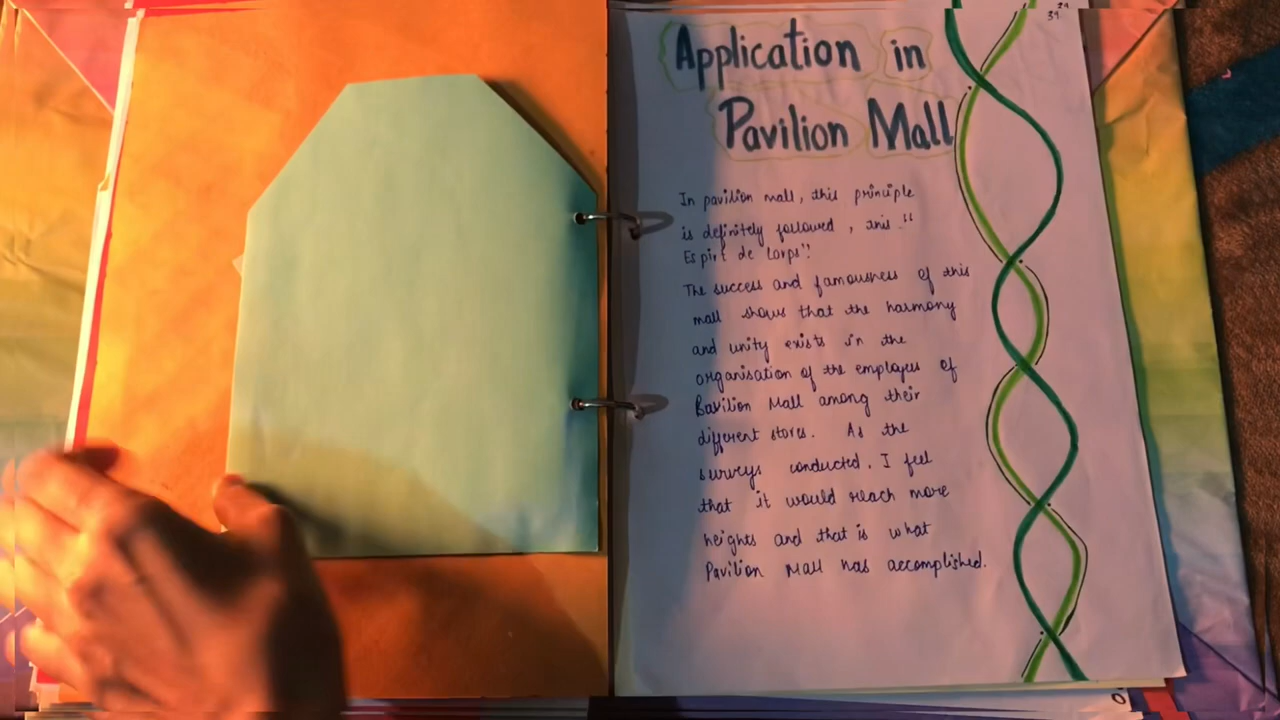 39.
Application in
Pavilion Mall
In pavilion mall, this principle
is definitely followed, this "
Espirt de Corps".
The success and famousness of this
mall shows that the harmony
and unity exists in the
organisation of the employees of
Pavilion Mall among their
different stores. As the
surveys conducted, I feel
that it would reach more
heights and that is what
Pavilion Mall has accomplished.